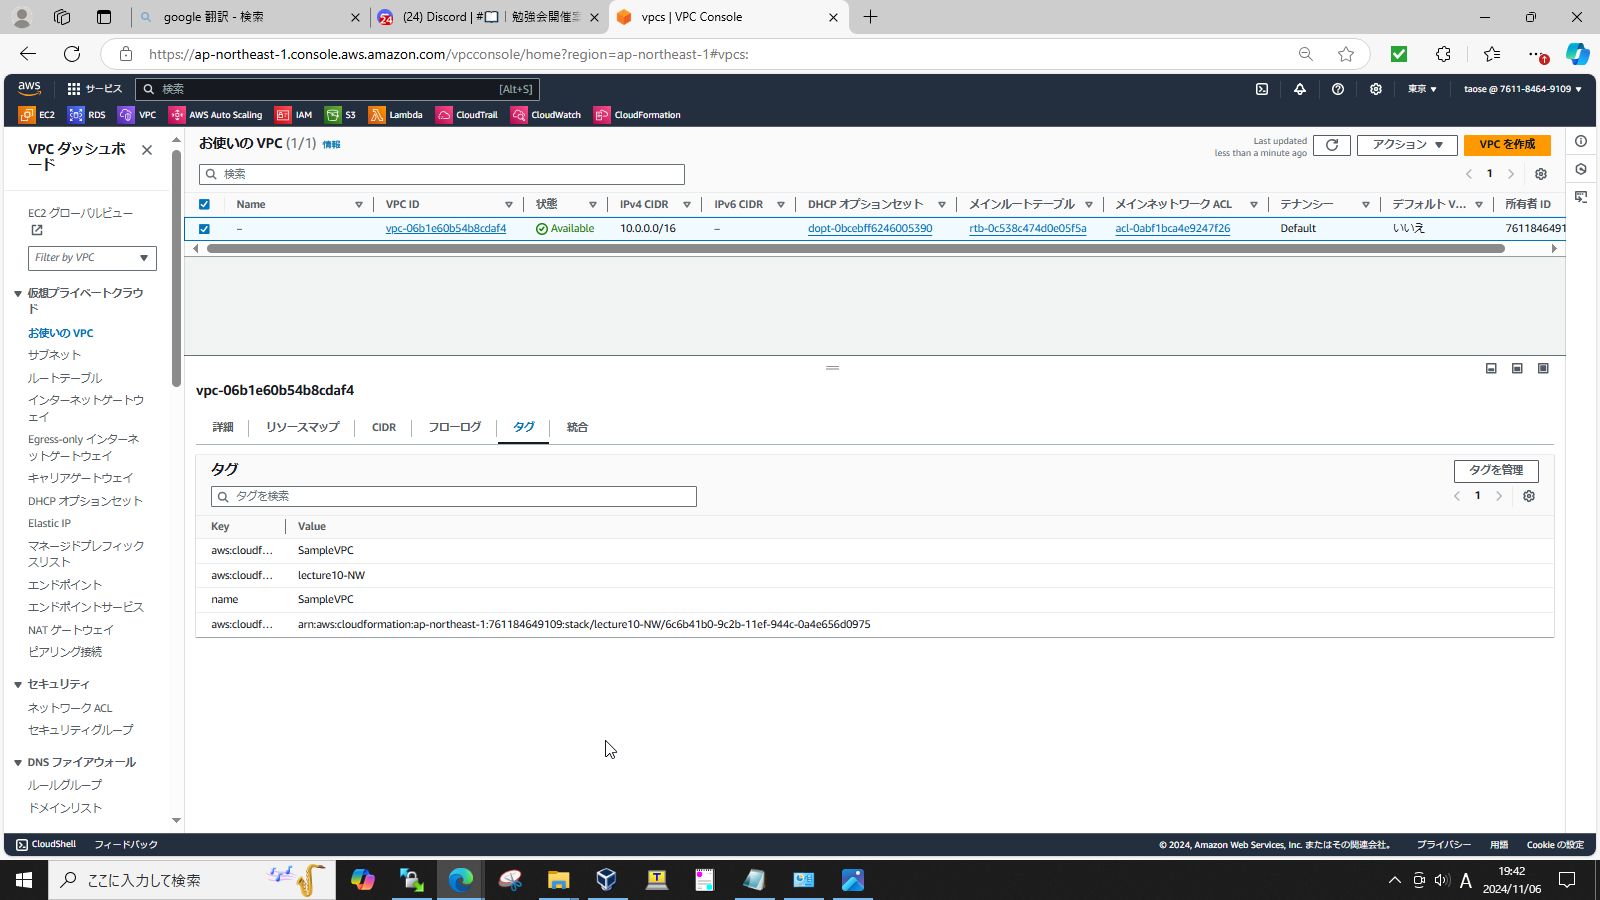 google 翻訳 - 検索
(24) Discord | #📖｜勉強会開催案
vpcs | VPC Console
https://ap-northeast-1.console.aws.amazon.com/vpcconsole/home?region=ap-northeast-1#vpcs:
aws
サービス
検索
[Alt+S]
東京
taose @ 7611-8464-9109
EC2
RDS
VPC
AWS Auto Scaling
IAM
S3
Lambda
CloudTrail
CloudWatch
CloudFormation
VPC ダッシュボ
ード
EC2 グローバルビュー
Filter by VPC
仮想プライベートクラウ
ド
お使いの VPC
サブネット
ルートテーブル
インターネットゲートウ
ェイ
Egress-only インターネ
ットゲートウェイ
キャリアゲートウェイ
DHCP オプションセット
Elastic IP
マネージドプレフィック
スリスト
エンドポイント
エンドポイントサービス
NAT ゲートウェイ
ピアリング接続
セキュリティ
ネットワーク ACL
セキュリティグループ
DNS ファイアウォール
ルールグループ
ドメインリスト
お使いの VPC (1/1) 情報
Last updated
less than a minute ago
アクション
VPC を作成
検索
1
Name VPC ID 状態 IPv4 CIDR IPv6 CIDR DHCP オプションセット メインルートテーブル メインネットワーク ACL テナンシー デフォルト V... 所有者 ID
– vpc-06b1e60b54b8cdaf4 Available 10.0.0.0/16 – dopt-0bcebff6246005390 rtb-0c538c474d0e05f5a acl-0abf1bca4e9247f26 Default いいえ 7611846491
vpc-06b1e60b54b8cdaf4
詳細 リソースマップ CIDR フローログ タグ 統合
タグ
タグを管理
タグを検索
1
Key Value
aws:cloudf... SampleVPC
aws:cloudf... lecture10-NW
name SampleVPC
aws:cloudf... arn:aws:cloudformation:ap-northeast-1:761184649109:stack/lecture10-NW/6c6b41b0-9c2b-11ef-944c-0a4e656d0975
CloudShell
フィードバック
© 2024, Amazon Web Services, Inc. またはその関連会社。
プライバシー
用語
Cookie の設定
ここに入力して検索
A
19:42
2024/11/06